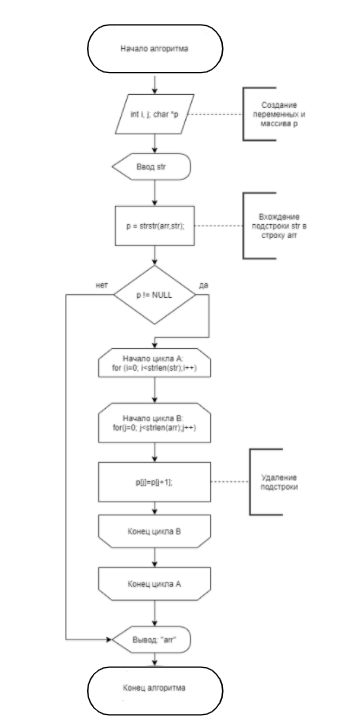 Начало алгоритма
int i, j; char *p
Создание
переменных и
массива p
Ввод str
p = strstr(arr,str);
Вхождение
подстроки str в
строку arr
нет
да
p != NULL
Начало цикла A:
for (i=0; i<strlen(str);i++)
Начало цикла B:
for(j=0; j<strlen(arr);j++)
p[j]=p[j+1];
Удаление
подстроки
Конец цикла B
Конец цикла A
Вывод: "arr"
Конец алгоритма